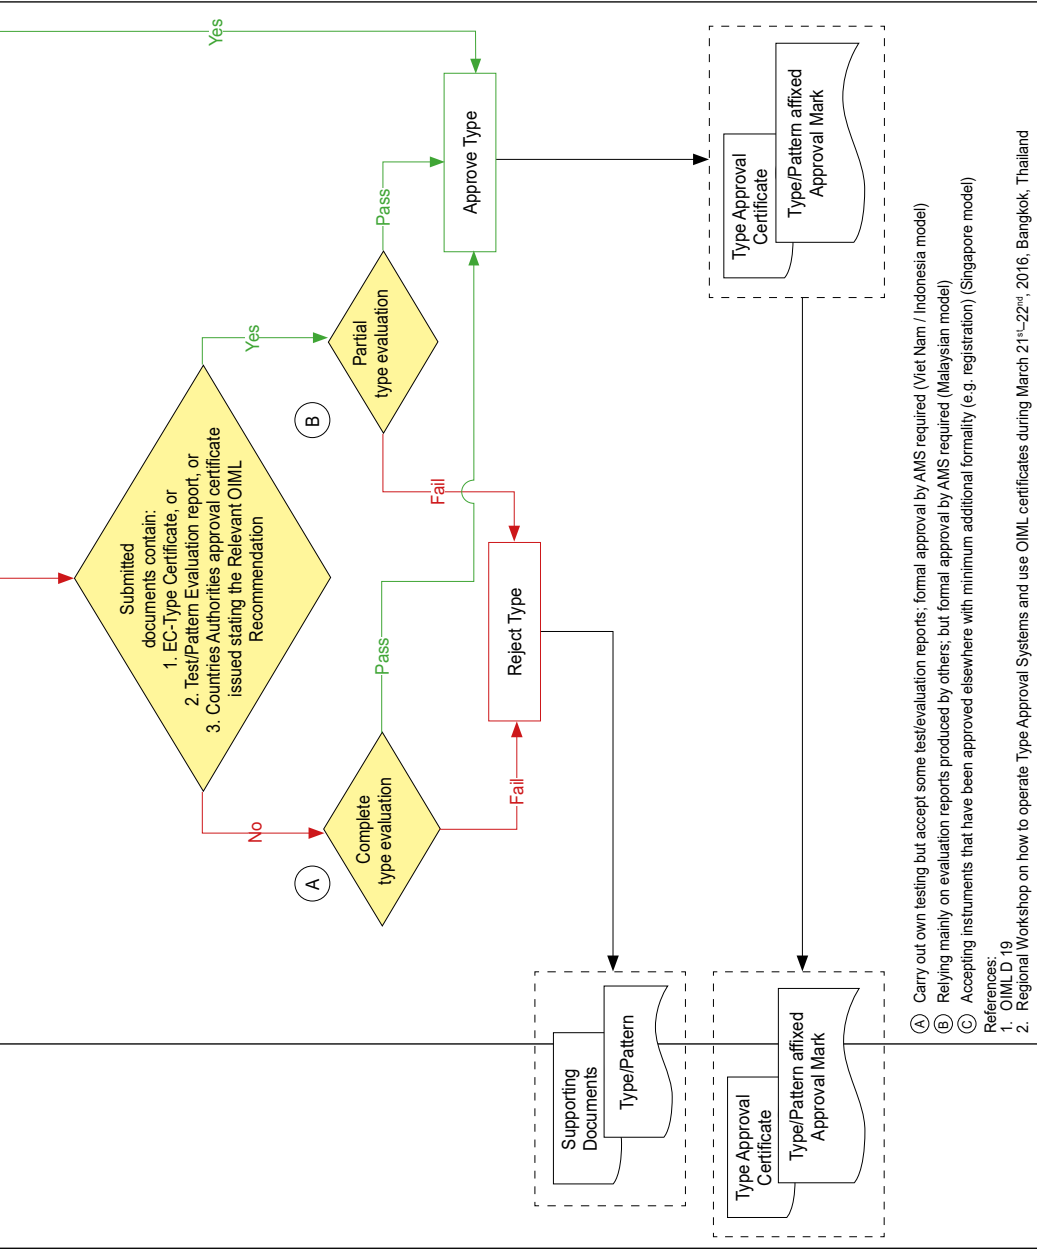 Submitted
documents contain:
1. EC-Type Certificate, or
2. Test/Pattern Evaluation report, or
3. Countries Authorities approval certificate
issued stating the Relevant OIML
Recommendation
No
Yes
Yes
A
Complete
type evaluation
B
Partial
type evaluation
Pass
Pass
Fail
Fail
Approve Type
Reject Type
Supporting
Documents
Type/Pattern
Type Approval
Certificate
Type/Pattern affixed
Approval Mark
Type Approval
Certificate
Type/Pattern affixed
Approval Mark
A Carry out own testing but accept some test/evaluation reports; formal approval by AMS required (Viet Nam / Indonesia model)
B Relying mainly on evaluation reports produced by others; but formal approval by AMS required (Malaysian model)
C Accepting instruments that have been approved elsewhere with minimum additional formality (e.g. registration) (Singapore model)
References:
1. OIML D 19
2. Regional Workshop on how to operate Type Approval Systems and use OIML certificates during March 21st–22nd, 2016, Bangkok, Thailand